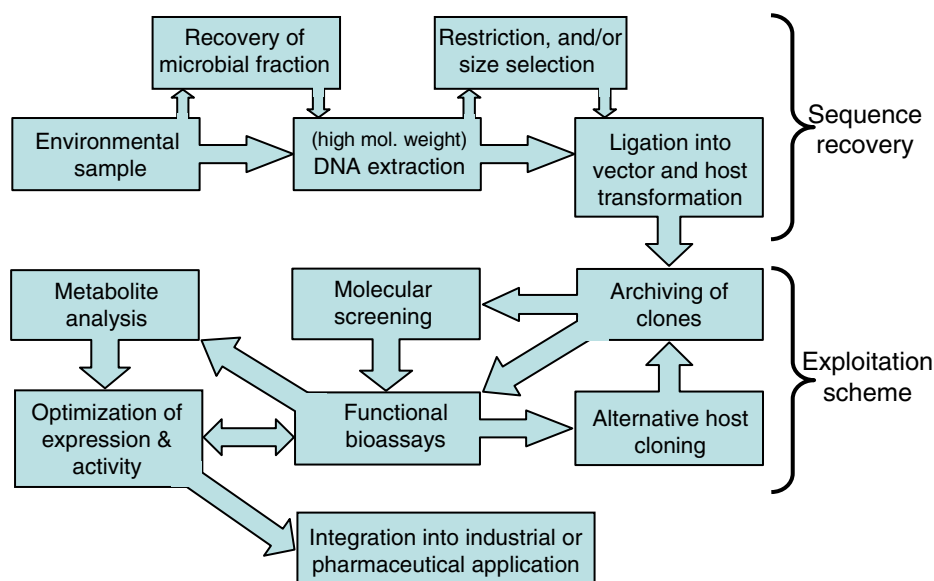 Recovery of
microbial fraction
Restriction, and/or
size selection
Environmental
sample
(high mol. weight)
DNA extraction
Ligation into
vector and host
transformation
Sequence
recovery
Metabolite
analysis
Molecular
screening
Archiving of
clones
Exploitation
scheme
Optimization of
expression &
activity
Functional
bioassays
Alternative host
cloning
Integration into industrial or
pharmaceutical application